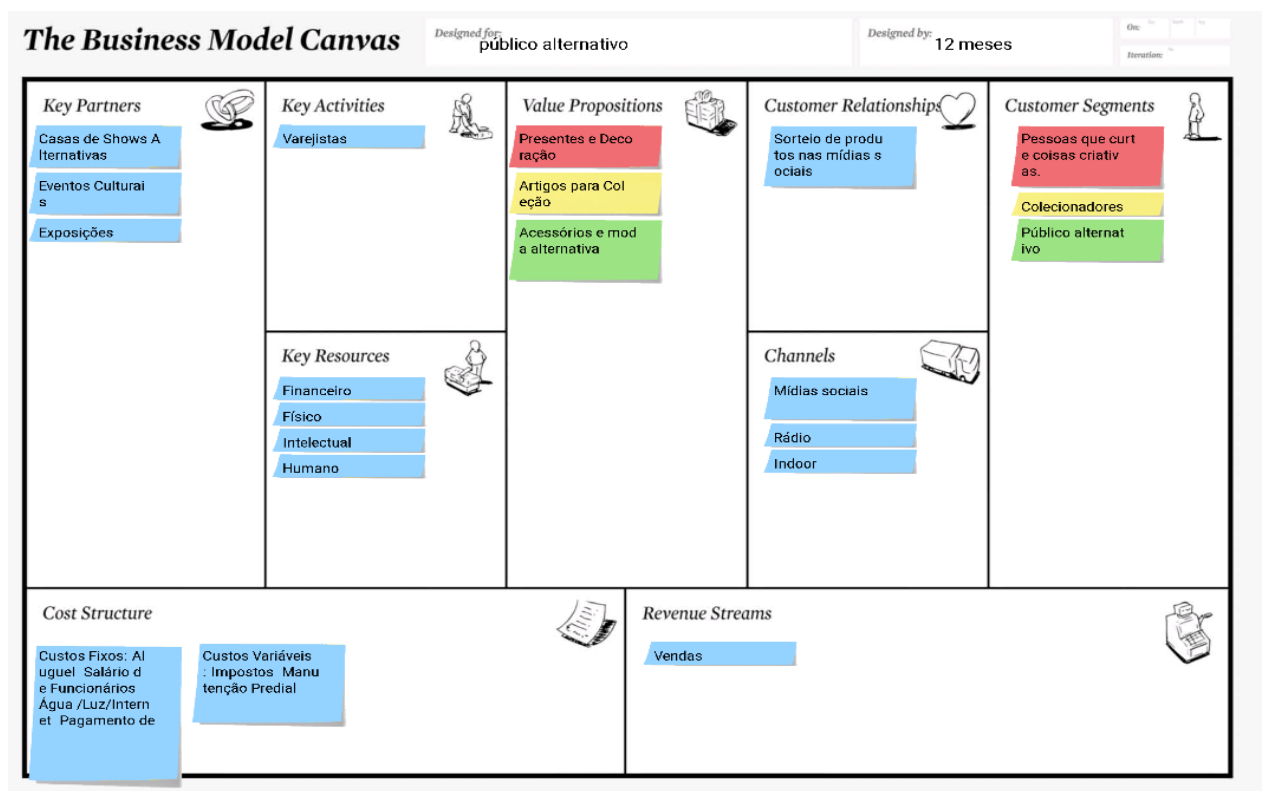 The Business Model Canvas
Designed for:
público alternativo
Designed by:
12 meses
On:
Iteration:
Key Partners
Casas de Shows A
lternativas
Eventos Culturai
s
Exposições
Key Activities
Varejistas
Key Resources
Financeiro
Físico
Intelectual
Humano
Value Propositions
Presentes e Deco
ração
Artigos para Col
eção
Acessórios e mod
a alternativa
Customer Relationships
Sorteio de produ
tos nas mídias s
ociais
Channels
Mídias sociais
Rádio
Indoor
Customer Segments
Pessoas que curt
e coisas criativ
as.
Colecionadores
Público alternat
ivo
Cost Structure
Custos Fixos: Al
uguel Salário d
e Funcionários
Água /Luz/Intern
et Pagamento de
Custos Variáveis
: Impostos Manu
tenção Predial
Revenue Streams
Vendas